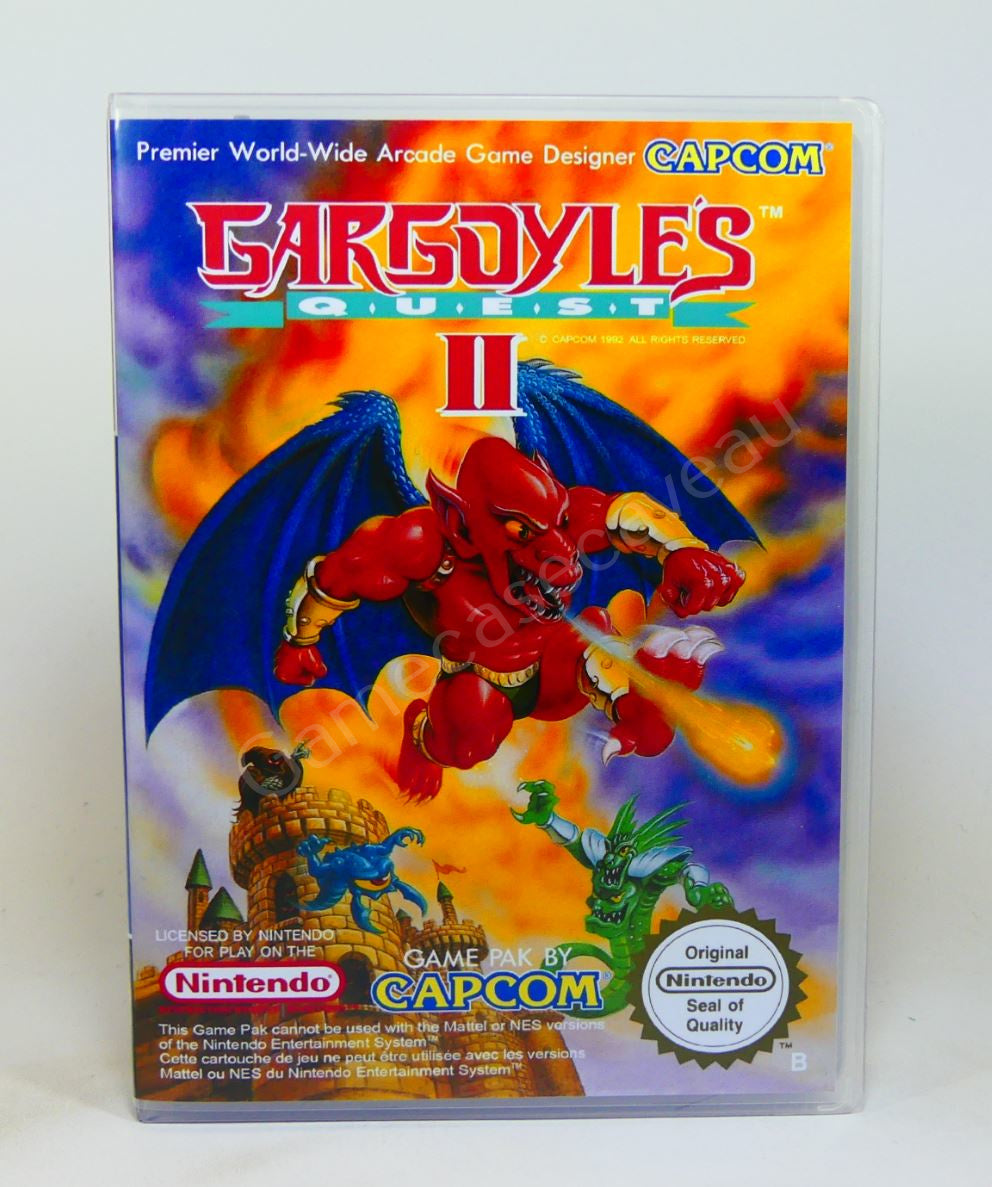 Premier World-Wide Arcade Game Designer CAPCOM®
GARGOYLE'S™
QUEST
II
© CAPCOM 1992 ALL RIGHTS RESERVED
Gamecasecaveau
LICENSED BY NINTENDO
FOR PLAY ON THE
Nintendo®
GAME PAK BY
CAPCOM®
Original
Nintendo
Seal of
Quality
™
B
This Game Pak cannot be used with the Mattel or NES versions
of the Nintendo Entertainment System™
Cette cartouche de jeu ne peut être utilisée avec les versions
Mattel ou NES du Nintendo Entertainment System™